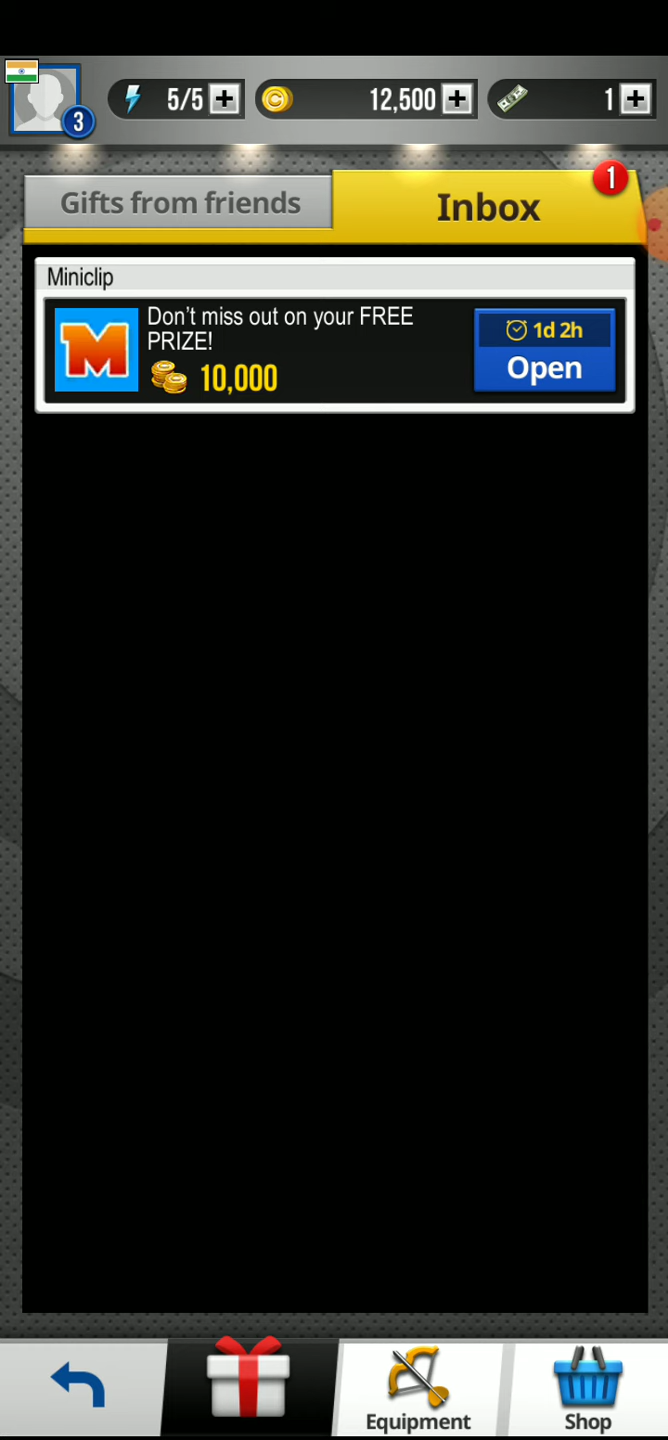 3
5/5
12,500
1
Gifts from friends
Inbox
1
Miniclip
M
Don't miss out on your FREE
PRIZE!
10,000
1d 2h
Open
Equipment
Shop